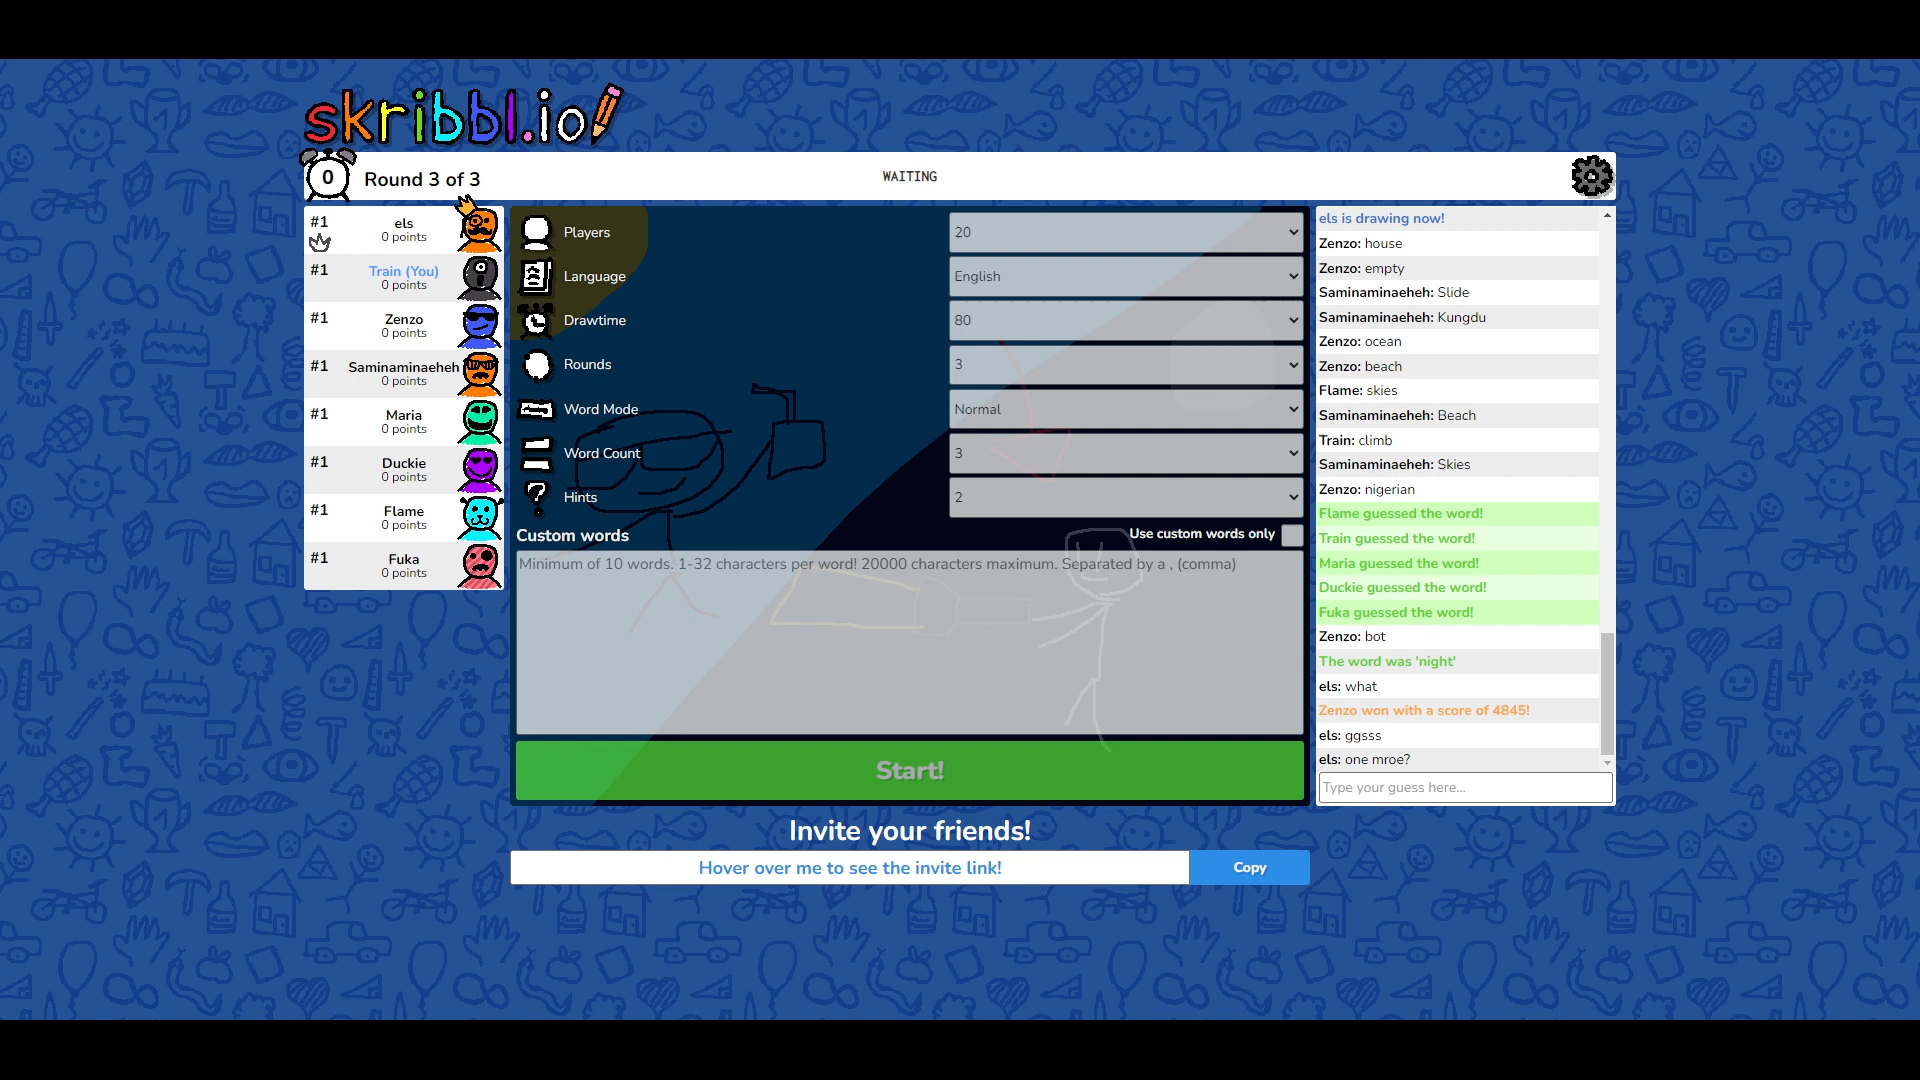 skribbl.io
0
Round 3 of 3
WAITING
#1
els
0 points
#1
Train (You)
0 points
#1
Zenzo
0 points
#1
Saminaminaeheh
0 points
#1
Maria
0 points
#1
Duckie
0 points
#1
Flame
0 points
#1
Fuka
0 points
Players
20
Language
English
Drawtime
80
Rounds
3
Word Mode
Normal
Word Count
3
Hints
2
Custom words
Use custom words only
Minimum of 10 words. 1-32 characters per word! 20000 characters maximum. Separated by a , (comma)
Start!
Invite your friends!
Hover over me to see the invite link!
Copy
els is drawing now!
Zenzo: house
Zenzo: empty
Saminaminaeheh: Slide
Saminaminaeheh: Kungdu
Zenzo: ocean
Zenzo: beach
Flame: skies
Saminaminaeheh: Beach
Train: climb
Saminaminaeheh: Skies
Zenzo: nigerian
Flame guessed the word!
Train guessed the word!
Maria guessed the word!
Duckie guessed the word!
Fuka guessed the word!
Zenzo: bot
The word was 'night'
els: what
Zenzo won with a score of 4845!
els: ggsss
els: one mroe?
Type your guess here...